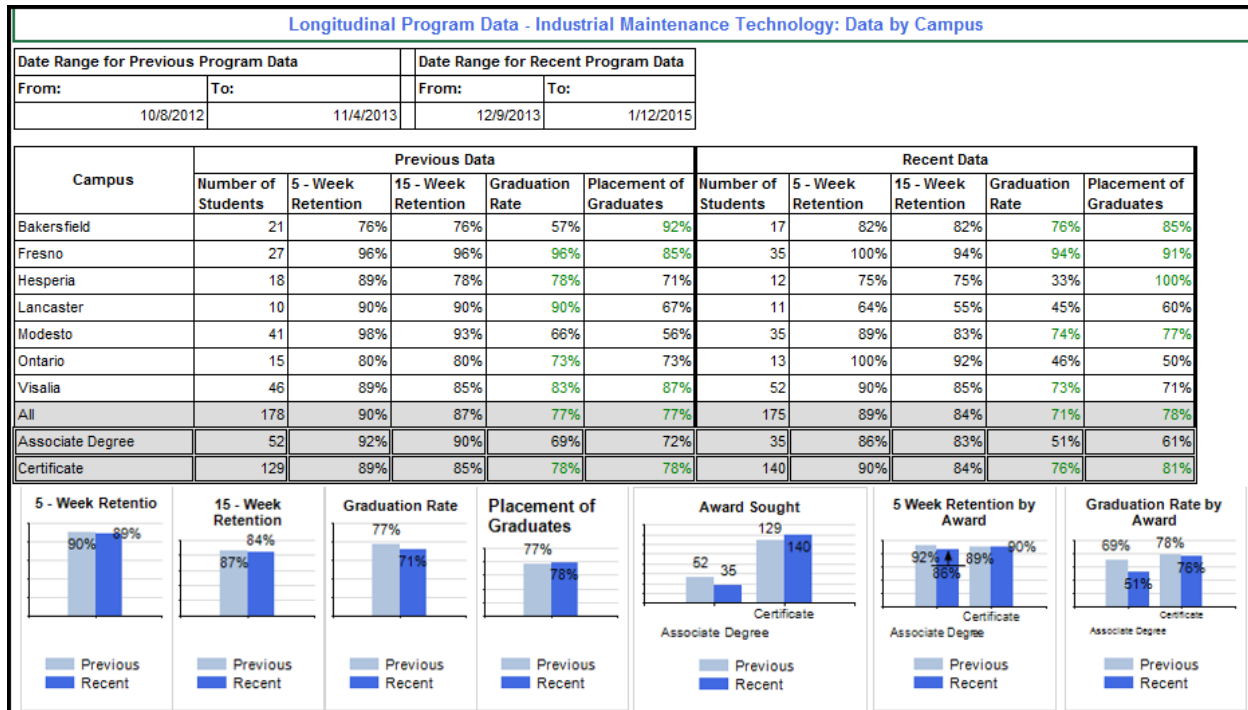 Longitudinal Program Data - Industrial Maintenance Technology: Data by Campus
Date Range for Previous Program Data Date Range for Recent Program Data
From: To: From: To:
10/8/2012 11/4/2013 12/9/2013 1/12/2015
Campus Previous Data Recent Data
Number of Students 5 - Week Retention 15 - Week Retention Graduation Rate Placement of Graduates Number of Students 5 - Week Retention 15 - Week Retention Graduation Rate Placement of Graduates
Bakersfield 21 76% 76% 57% 92% 17 82% 82% 76% 85%
Fresno 27 96% 96% 96% 85% 35 100% 94% 94% 91%
Hesperia 18 89% 78% 78% 71% 12 75% 75% 33% 100%
Lancaster 10 90% 90% 90% 67% 11 64% 55% 45% 60%
Modesto 41 98% 93% 66% 56% 35 89% 83% 74% 77%
Ontario 15 80% 80% 73% 73% 13 100% 92% 46% 50%
Visalia 46 89% 85% 83% 87% 52 90% 85% 73% 71%
All 178 90% 87% 77% 77% 175 89% 84% 71% 78%
Associate Degree 52 92% 90% 69% 72% 35 86% 83% 51% 61%
Certificate 129 89% 85% 78% 78% 140 90% 84% 76% 81%
5 - Week Retentio
90% 89%
Previous
Recent
15 - Week
Retention
87% 84%
Previous
Recent
Graduation Rate
77%
71%
Previous
Recent
Placement of
Graduates
77%
78%
Previous
Recent
Award Sought
129
52 35 140
Certificate
Associate Degree
Previous
Recent
5 Week Retention by
Award
92% 86% 89% 90%
Certificate
Associate Degree
Previous
Recent
Graduation Rate by
Award
69% 78%
51% 76%
Certificate
Associate Degree
Previous
Recent